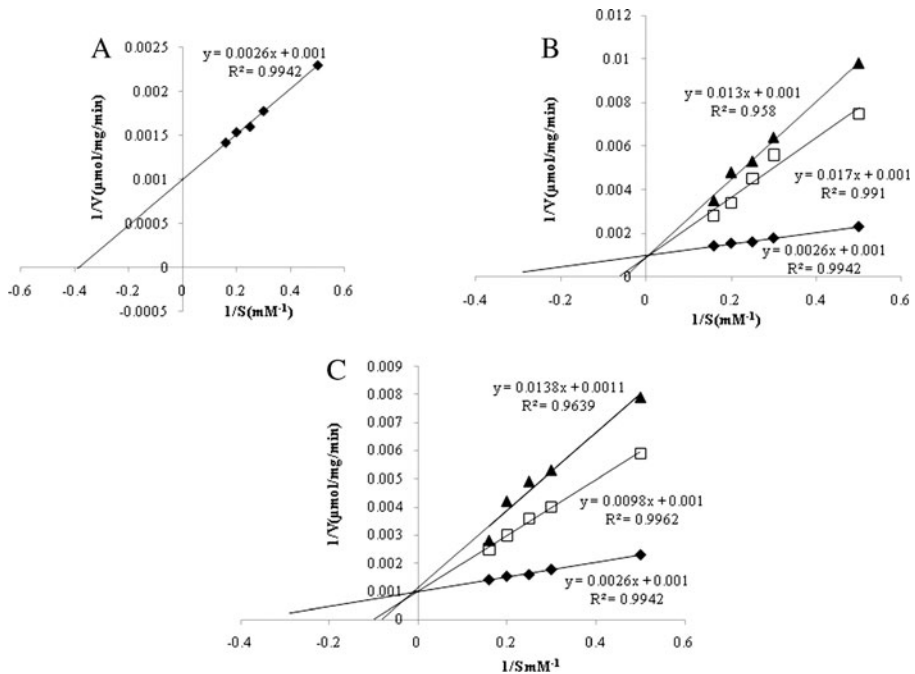 A
y = 0.0026x + 0.001
R² = 0.9942
1/V(µmol/mg/min)
0.0025
0.002
0.0015
0.001
0.0005
0
-0.0005
-0.6
-0.4
-0.2
0
0.2
0.4
0.6
1/S(mM⁻¹)
B
y = 0.013x + 0.001
R² = 0.958
y = 0.017x + 0.001
R² = 0.991
y = 0.0026x + 0.001
R² = 0.9942
1/V(µmol/mg/min)
0.01
0.008
0.006
0.004
0.002
0
-0.4
-0.2
0
0.2
0.4
0.6
1/S(mM⁻¹)
C
y = 0.0138x + 0.0011
R² = 0.9639
y = 0.0098x + 0.001
R² = 0.9962
y = 0.0026x + 0.001
R² = 0.9942
1/V(µmol/mg/min)
0.009
0.008
0.007
0.006
0.005
0.004
0.003
0.002
0.001
0
-0.4
-0.2
0
0.2
0.4
0.6
1/SmM⁻¹